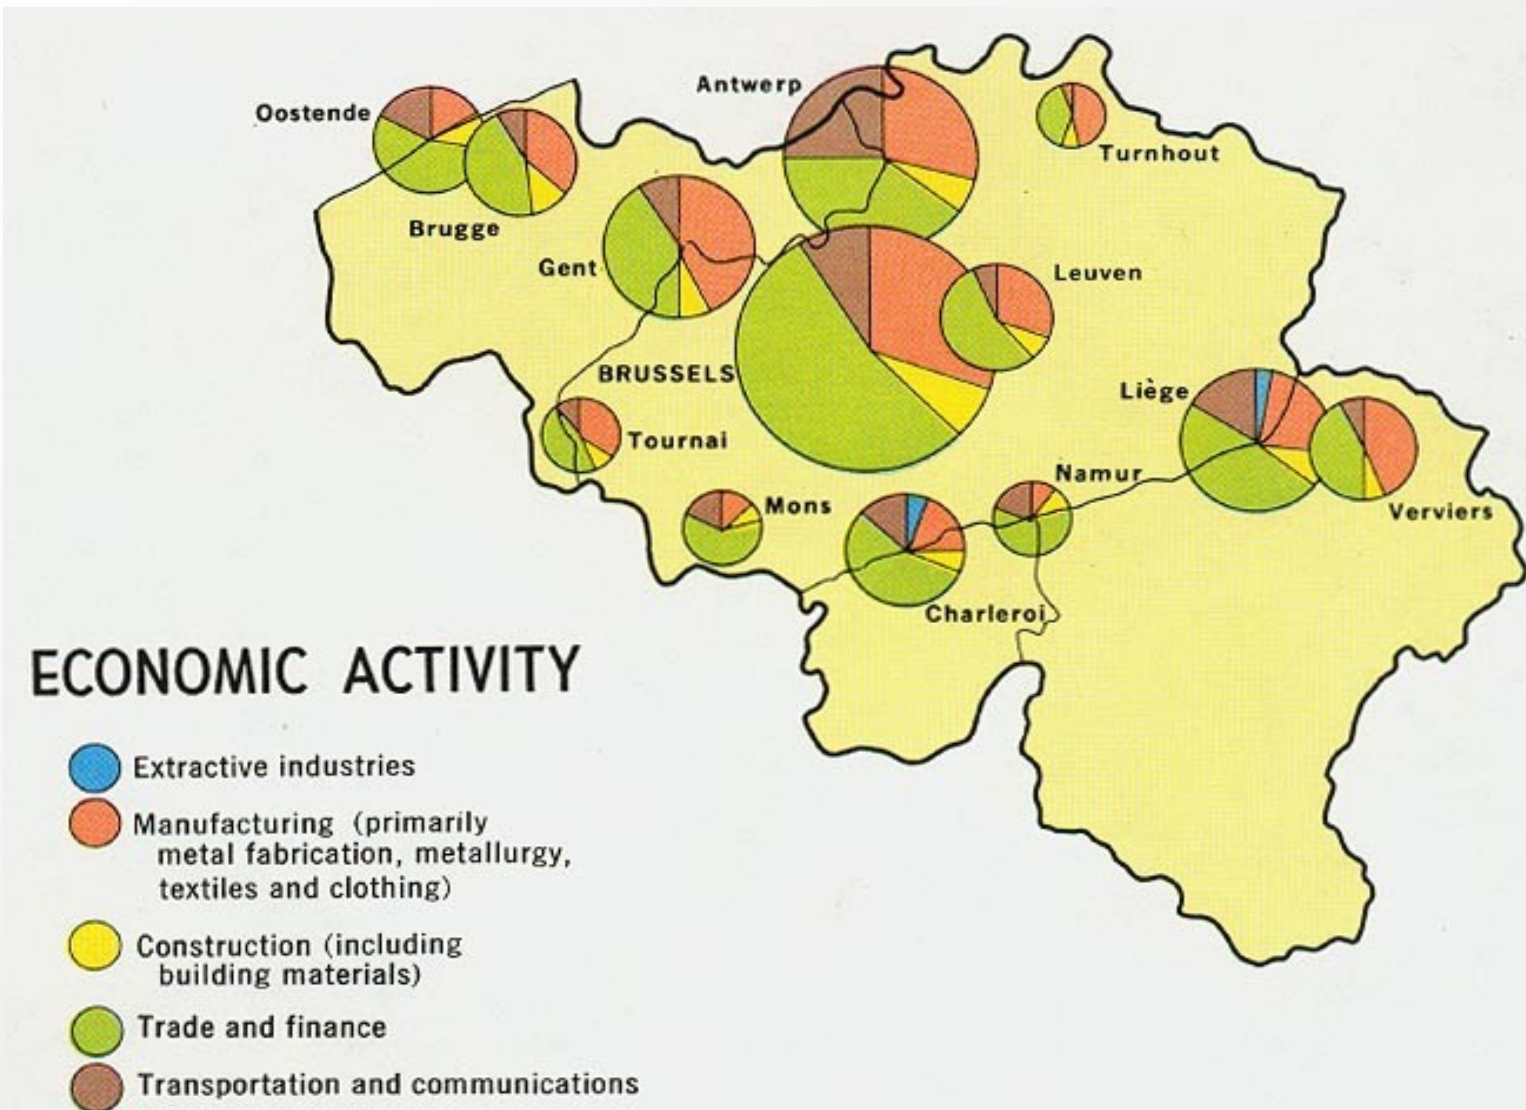 Antwerp
Oostende
Turnhout
Brugge
Gent
Leuven
BRUSSELS
Liège
Tournai
Namur
Mons
Verviers
Charleroi
ECONOMIC ACTIVITY
Extractive industries
Manufacturing (primarily
metal fabrication, metallurgy,
textiles and clothing)
Construction (including
building materials)
Trade and finance
Transportation and communications